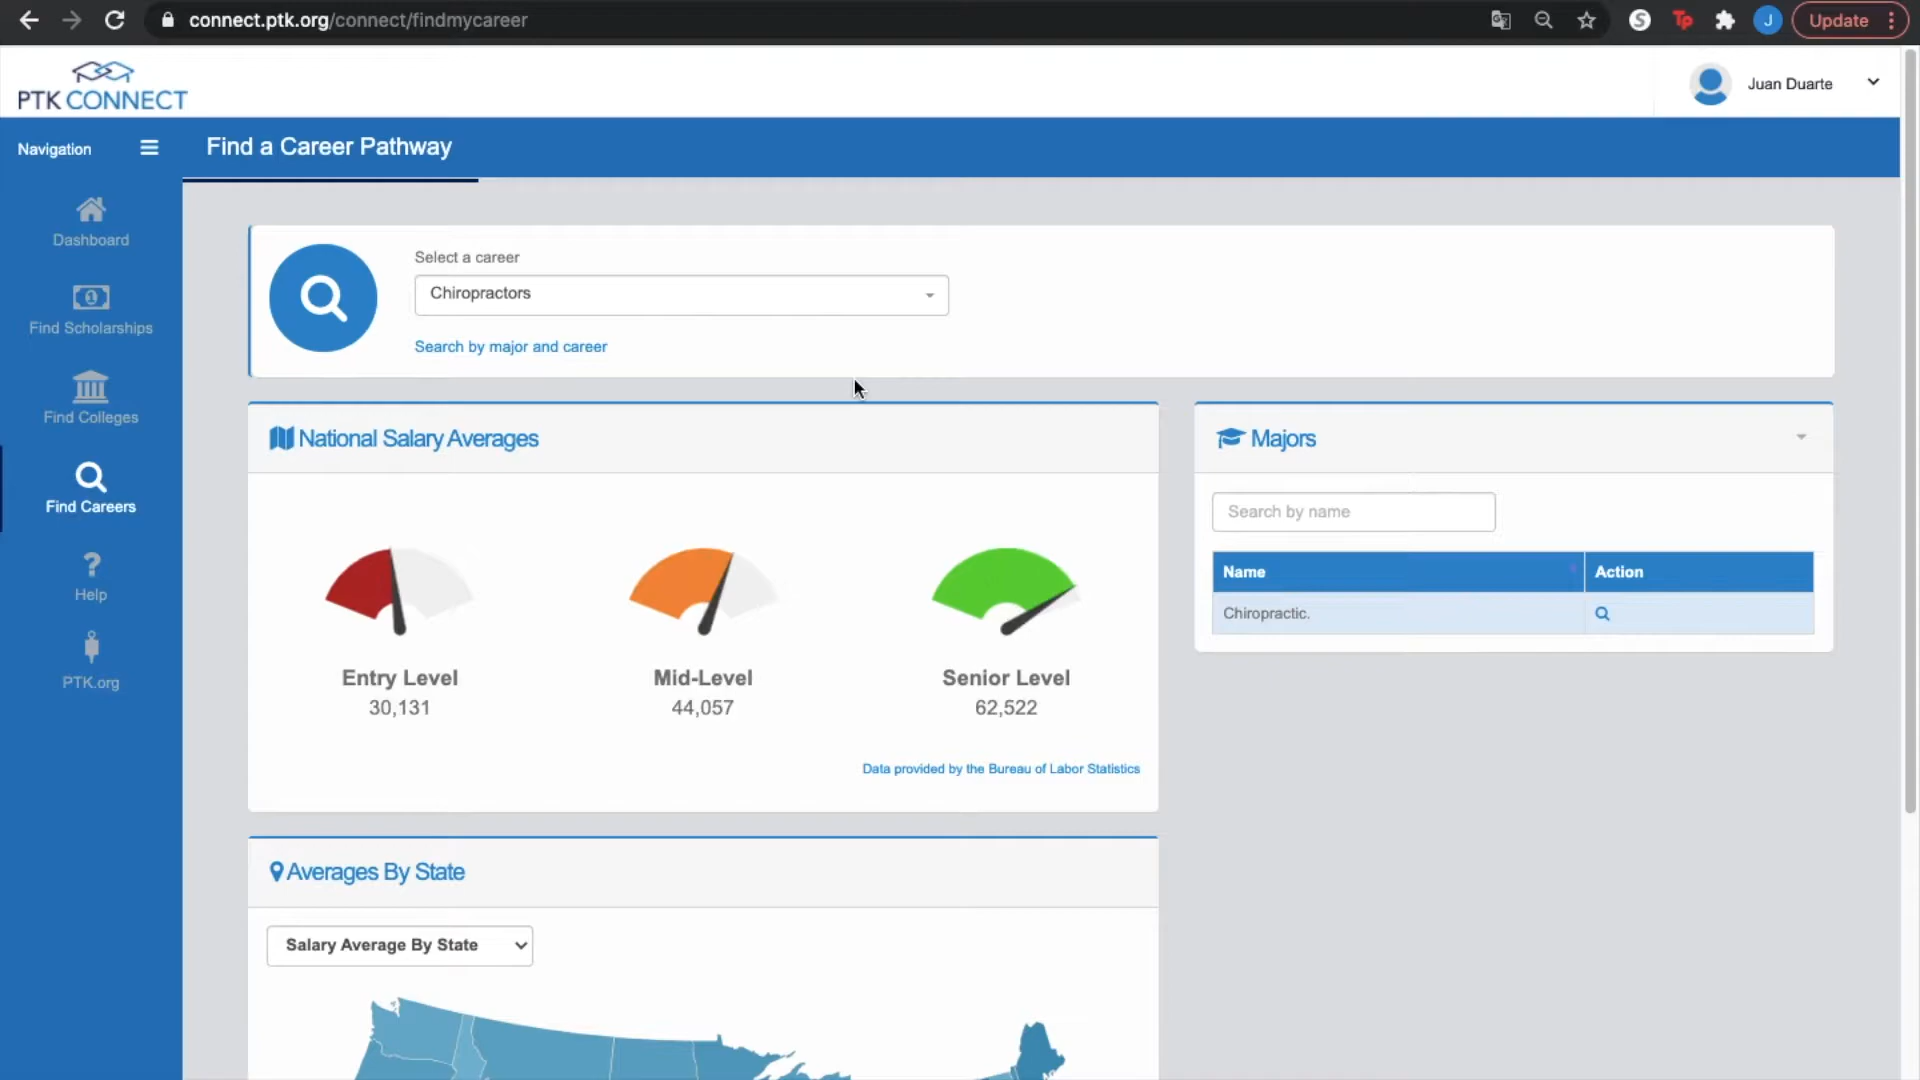 connect.ptk.org/connect/findmycareer
J
Update
PTK CONNECT
Juan Duarte
Navigation
Find a Career Pathway
Dashboard
Find Scholarships
Find Colleges
Find Careers
Help
PTK.org
Select a career
Chiropractors
Search by major and career
National Salary Averages
Entry Level
30,131
Mid-Level
44,057
Senior Level
62,522
Data provided by the Bureau of Labor Statistics
Majors
Search by name
Name Action
Chiropractic.
Averages By State
Salary Average By State